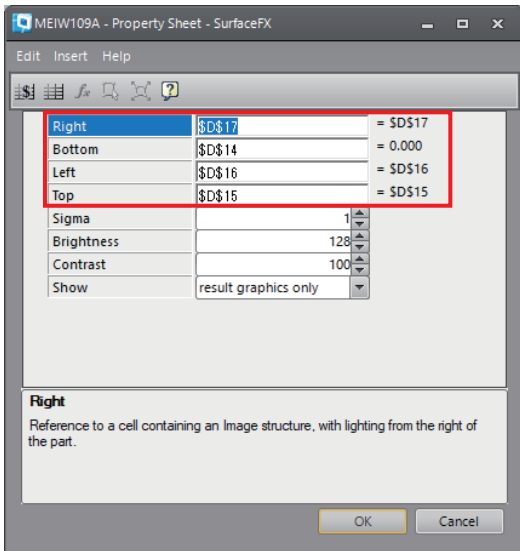 MEIW109A - Property Sheet - SurfaceFX
Edit Insert Help
Right $D$17 = $D$17
Bottom $D$14 = 0.000
Left $D$16 = $D$16
Top $D$15 = $D$15
Sigma 1
Brightness 128
Contrast 100
Show result graphics only
Right
Reference to a cell containing an Image structure, with lighting from the right of
the part.
OK Cancel